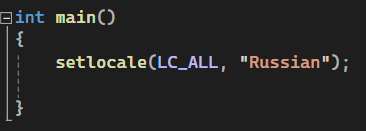 int main()
{
setlocale(LC_ALL, "Russian");
}